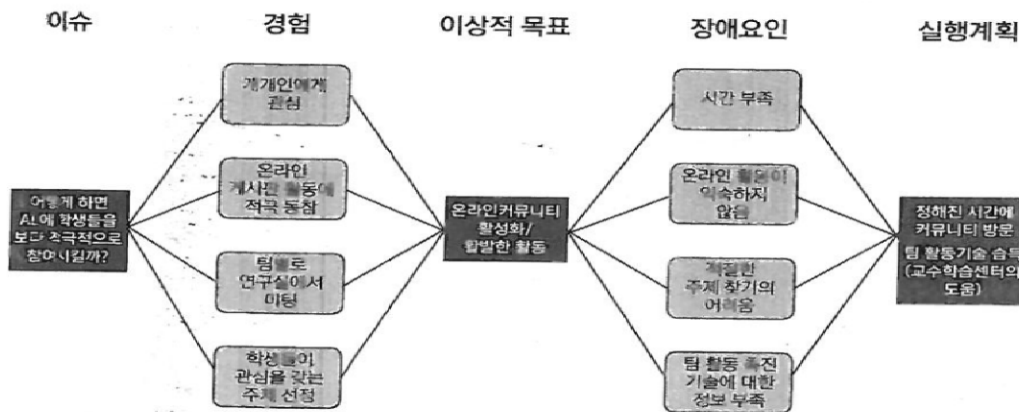 이슈
경험
이상적 목표
장애요인
실행계획
어떻게 하면
AL에 학생들을
보다 적극적으로
참여시킬까?
개개인에게
관심
온라인
게시판 활동에
적극 동참
팀별로
연구실에서
미팅
학생들이
관심을 갖는
주제 선정
온라인커뮤니티
활성화/
활발한 활동
시간 부족
온라인 활동이
익숙하지
않음
적절한
주제 찾기의
어려움
팀 활동 촉진
기술에 대한
정보 부족
정해진 시간에
커뮤니티 방문
팀 활동기술 습득
(교수학습센터의
도움)